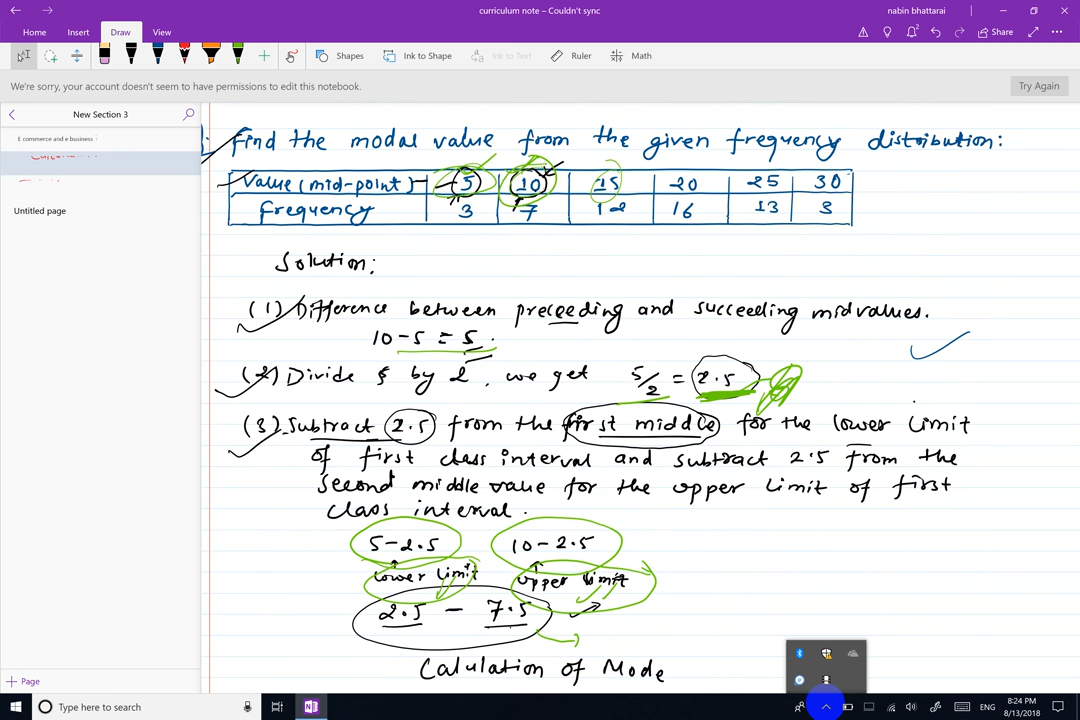 curriculum note – Couldn't sync
nabin bhattarai
Home Insert Draw View
Share
Shapes Ink to Shape Ink to Text Ruler Math
We're sorry, your account doesn't seem to have permissions to edit this notebook.
Try Again
New Section 3
E commerce and e business
Untitled page
Find the modal value from the given frequency distribution:
Value (mid-point) 5 10 15 20 25 30
Frequency 3 7 12 16 13 3
Solution:
(1) Difference between preceeding and succeeding midvalues.
10-5 = 5.
(2) Divide 5 by 2, we get 5/2 = 2.5
(3) Subtract 2.5 from the first middle for the lower limit
of first class interval and subtract 2.5 from the
second middle value for the upper limit of first
class interval.
5-2.5 10-2.5
lower limit upper limit
2.5 - 7.5
Calulation of Mode
+ Page
Type here to search
ENG
8:24 PM
8/13/2018